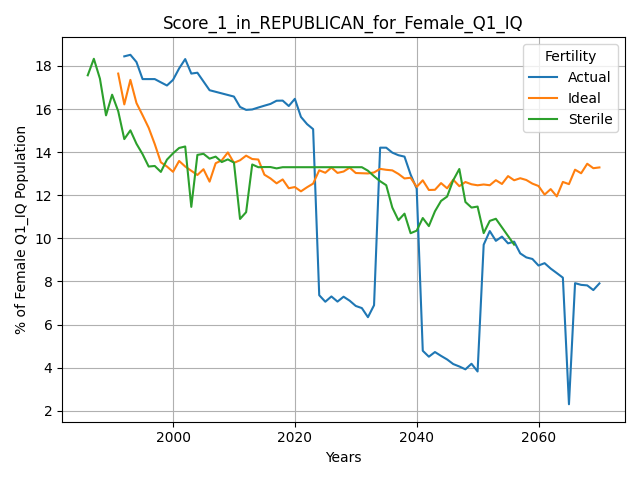 Score_1_in_REPUBLICAN_for_Female_Q1_IQ
% of Female Q1_IQ Population
18
16
14
12
10
8
6
4
2
Fertility
Actual
Ideal
Sterile
2000 2020 2040 2060
Years